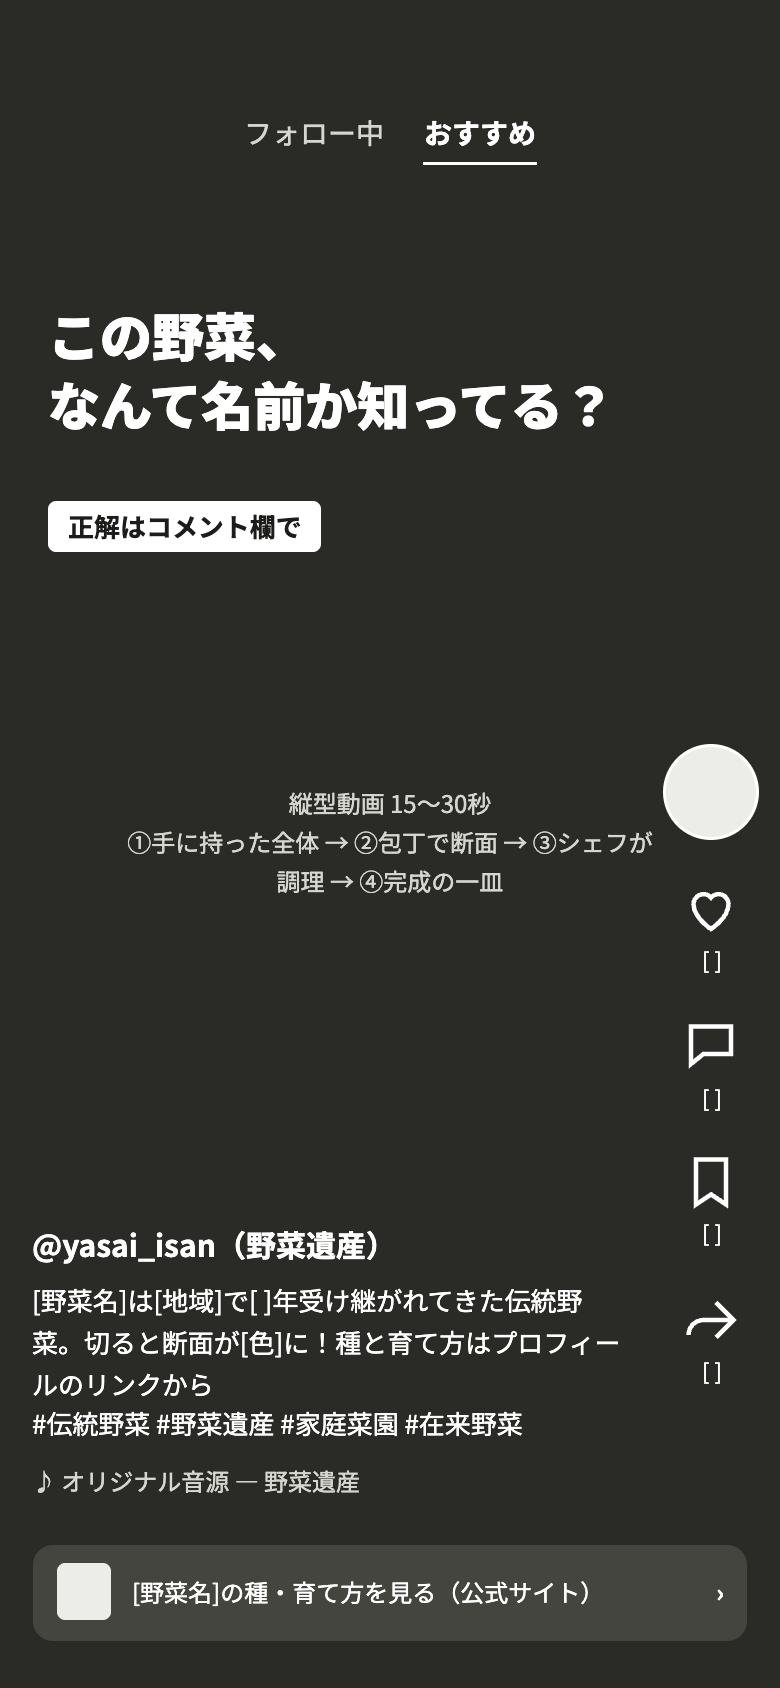 フォロー中 おすすめ
この野菜、
なんて名前か知ってる？
正解はコメント欄で
縦型動画 15〜30秒
①手に持った全体 → ②包丁で断面 → ③シェフが
調理 → ④完成の一皿
[ ]
[ ]
[ ]
[ ]
@yasai_isan（野菜遺産）
[野菜名]は[地域]で[ ]年受け継がれてきた伝統野
菜。切ると断面が[色]に！種と育て方はプロフィー
ルのリンクから
#伝統野菜 #野菜遺産 #家庭菜園 #在来野菜
♪ オリジナル音源 — 野菜遺産
[野菜名]の種・育て方を見る（公式サイト） ›